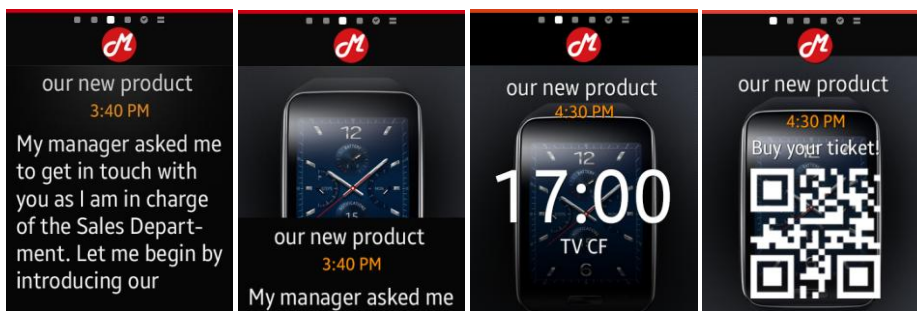 our new product
3:40 PM
My manager asked me
to get in touch with
you as I am in charge
of the Sales Depart-
ment. Let me begin by
introducing our
12
our new product
3:40 PM
My manager asked me
our new product
4:30 PM
12
17:00
TV CF
6
our new product
4:30 PM
Buy your ticket!